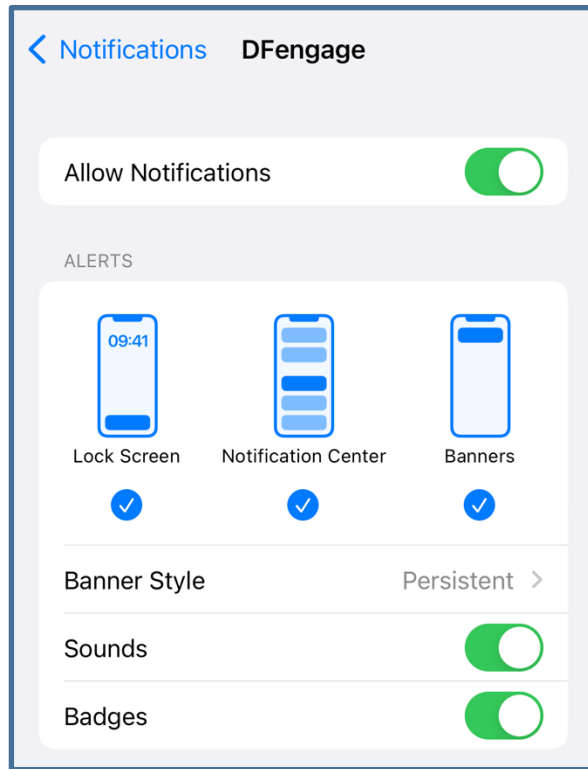 Notifications DFengage
Allow Notifications
ALERTS
09:41
Lock Screen Notification Center Banners
Banner Style Persistent
Sounds
Badges